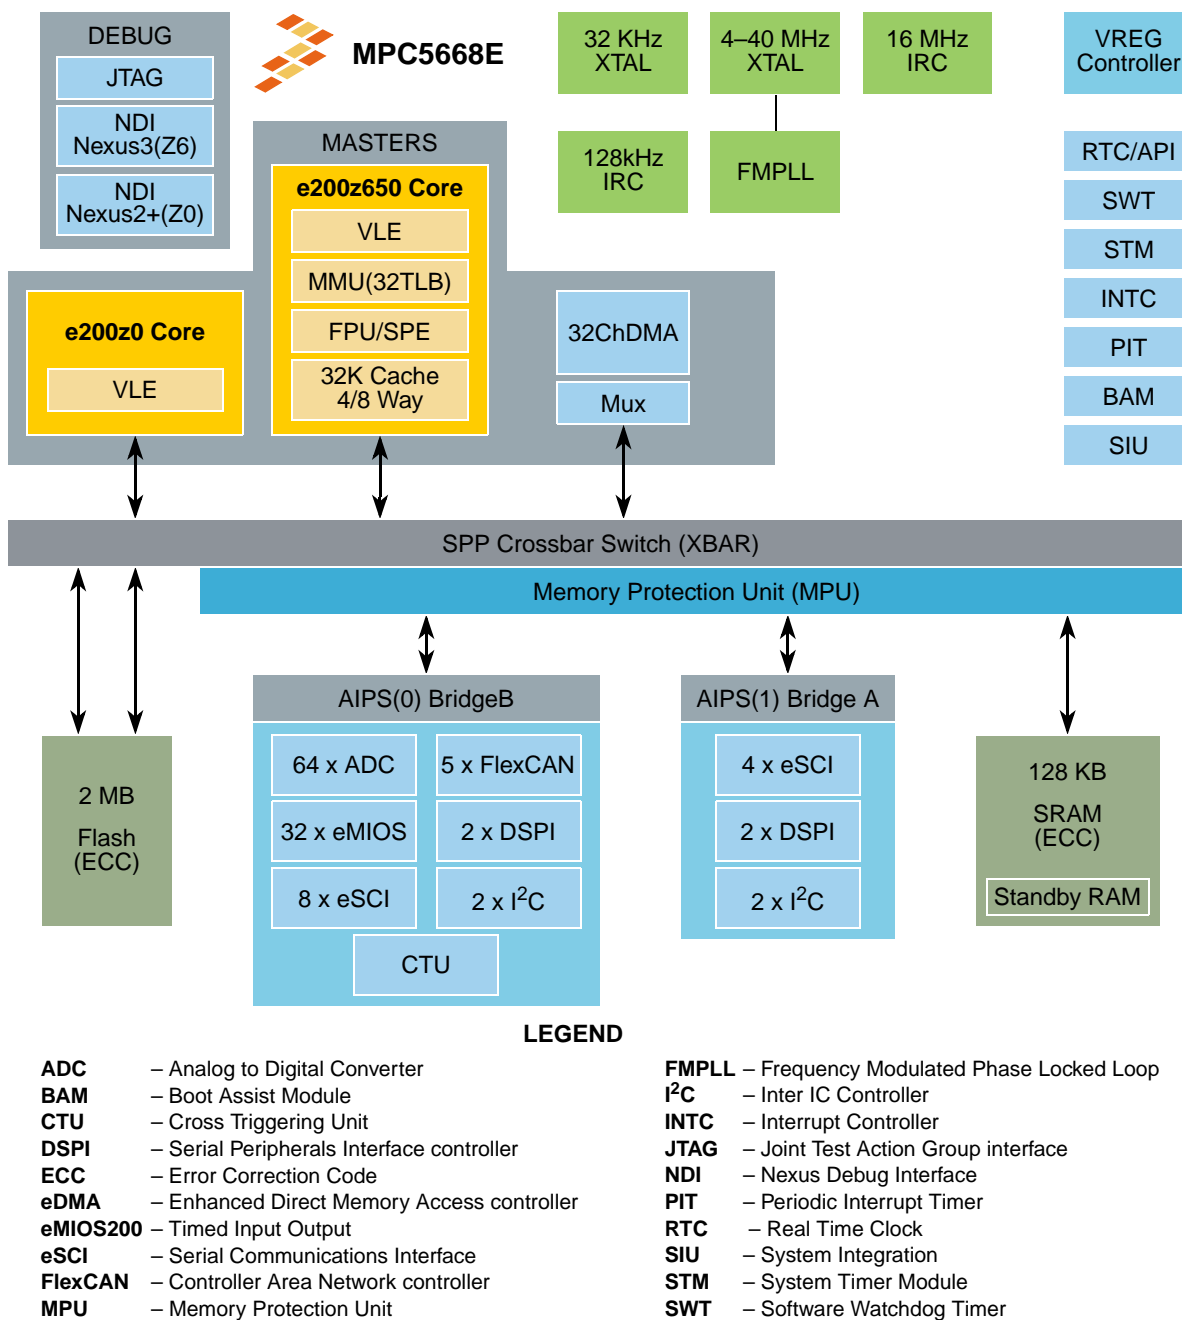 DEBUG
JTAG
NDI
Nexus3(Z6)
NDI
Nexus2+(Z0)
MPC5668E
32 KHz
XTAL
4–40 MHz
XTAL
16 MHz
IRC
128kHz
IRC
FMPLL
VREG
Controller
RTC/API
SWT
STM
INTC
PIT
BAM
SIU
MASTERS
e200z650 Core
VLE
MMU(32TLB)
FPU/SPE
32K Cache
4/8 Way
e200z0 Core
VLE
32ChDMA
Mux
SPP Crossbar Switch (XBAR)
Memory Protection Unit (MPU)
2 MB
Flash
(ECC)
AIPS(0) BridgeB
64 x ADC
5 x FlexCAN
32 x eMIOS
2 x DSPI
8 x eSCI
2 x I²C
CTU
AIPS(1) Bridge A
4 x eSCI
2 x DSPI
2 x I²C
128 KB
SRAM
(ECC)
Standby RAM
LEGEND
ADC – Analog to Digital Converter
BAM – Boot Assist Module
CTU – Cross Triggering Unit
DSPI – Serial Peripherals Interface controller
ECC – Error Correction Code
eDMA – Enhanced Direct Memory Access controller
eMIOS200 – Timed Input Output
eSCI – Serial Communications Interface
FlexCAN – Controller Area Network controller
MPU – Memory Protection Unit
FMPLL – Frequency Modulated Phase Locked Loop
I²C – Inter IC Controller
INTC – Interrupt Controller
JTAG – Joint Test Action Group interface
NDI – Nexus Debug Interface
PIT – Periodic Interrupt Timer
RTC – Real Time Clock
SIU – System Integration
STM – System Timer Module
SWT – Software Watchdog Timer